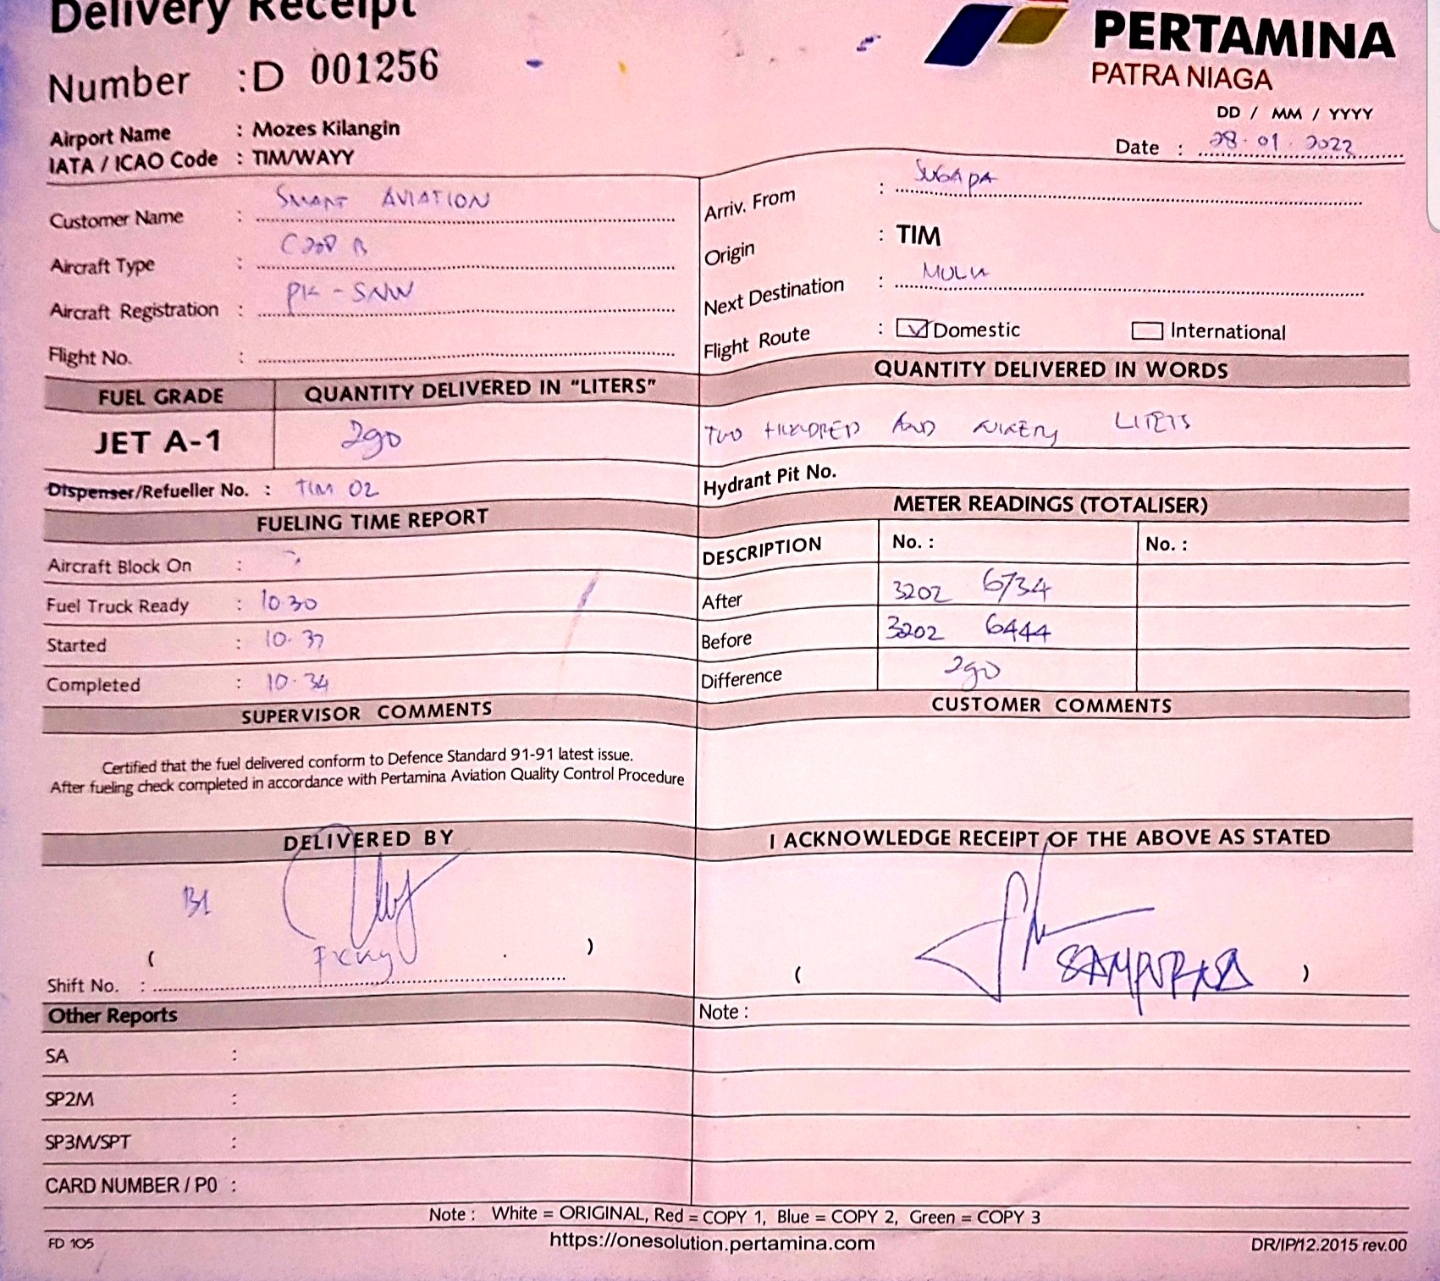 Delivery Receipt
Number : D 001256
PERTAMINA
PATRA NIAGA
Airport Name : Mozes Kilangin
IATA / ICAO Code : TIM/WAYY
DD / MM / YYYY
Date : 28.01.2022
Customer Name : SMART AVIATION
Aircraft Type : C208 B
Aircraft Registration : PK-SNW
Flight No. :
Arriv. From : SUGAPA
Origin : TIM
Next Destination : MULIA
Flight Route : Domestic International
FUEL GRADE QUANTITY DELIVERED IN "LITERS"
JET A-1 290
QUANTITY DELIVERED IN WORDS
TWO HUNDRED AND NINETY LITERS
Dispenser/Refueller No. : TIM 02
Hydrant Pit No.
FUELING TIME REPORT
Aircraft Block On :
Fuel Truck Ready : 10.30
Started :
Completed : 10.34
METER READINGS (TOTALISER)
DESCRIPTION No. : No. :
After 3202 6734
Before 3202 6444
Difference 290
SUPERVISOR COMMENTS
Certified that the fuel delivered conform to Defence Standard 91-91 latest issue.
After fueling check completed in accordance with Pertamina Aviation Quality Control Procedure
CUSTOMER COMMENTS
DELIVERED BY
( )
Shift No. :
I ACKNOWLEDGE RECEIPT OF THE ABOVE AS STATED
( )
Other Reports
SA :
SP2M :
SP3M/SPT :
CARD NUMBER / P0 :
Note :
Note : White = ORIGINAL, Red = COPY 1, Blue = COPY 2, Green = COPY 3
FD 105
https://onesolution.pertamina.com
DR/IP/12.2015 rev.00